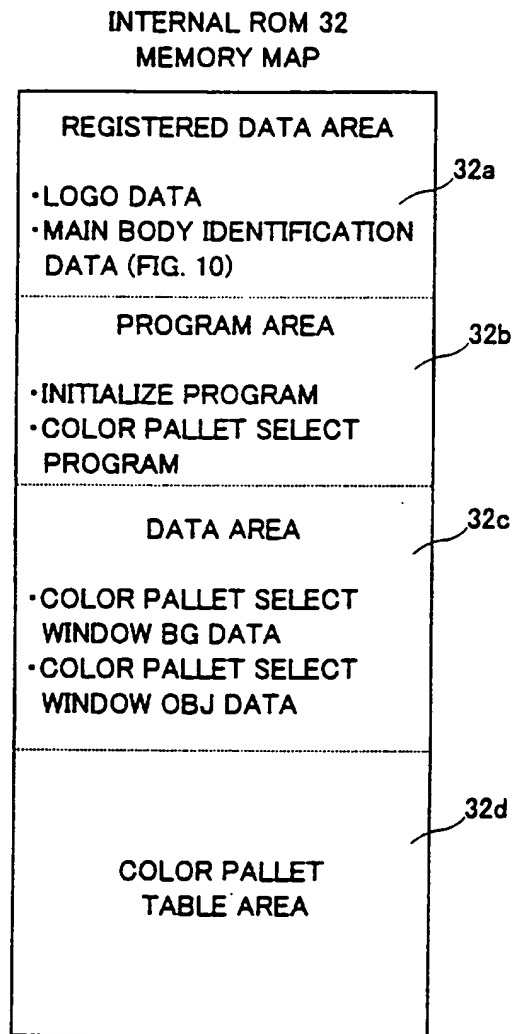 INTERNAL ROM 32
MEMORY MAP
REGISTERED DATA AREA
32a
·LOGO DATA
·MAIN BODY IDENTIFICATION
DATA (FIG. 10)
PROGRAM AREA
32b
·INITIALIZE PROGRAM
·COLOR PALLET SELECT
PROGRAM
DATA AREA
32c
·COLOR PALLET SELECT
WINDOW BG DATA
·COLOR PALLET SELECT
WINDOW OBJ DATA
32d
COLOR PALLET
TABLE AREA